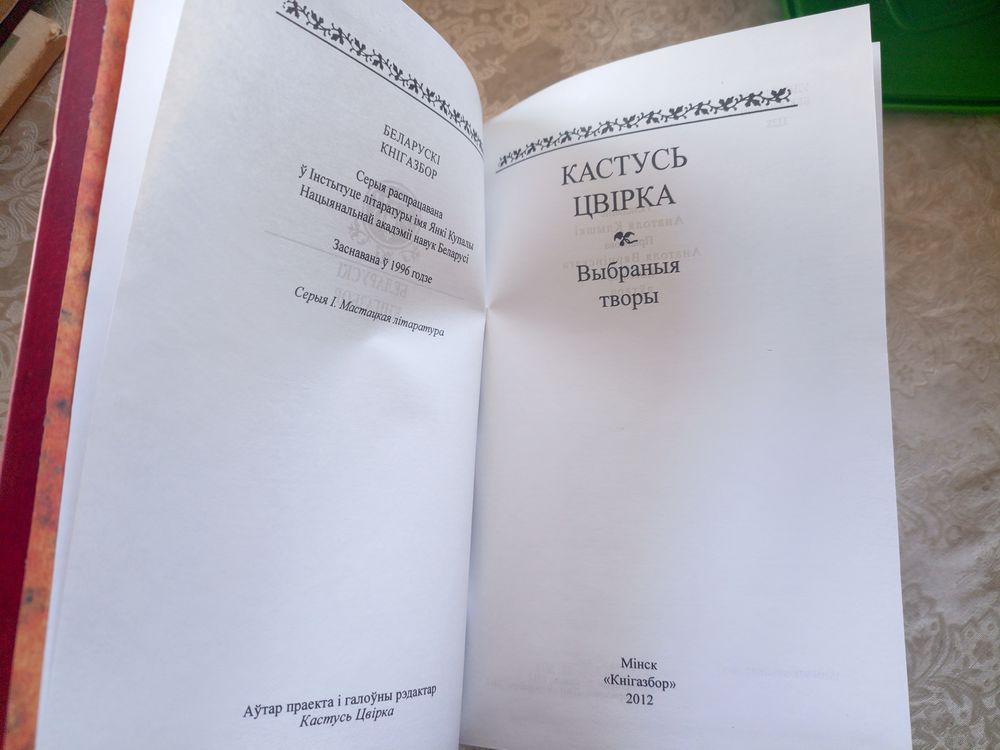 БЕЛАРУСКІ
КНІГАЗБОР
Серыя распрацавана
ў Інстытуце літаратуры імя Янкі Купалы
Нацыянальнай акадэміі навук Беларусі
Заснавана ў 1996 годзе
Серыя І. Мастацкая літаратура
Аўтар праекта і галоўны рэдактар
Кастусь Цвірка
КАСТУСЬ
ЦВІРКА
Выбраныя
творы
Мінск
«Кнігазбор»
2012